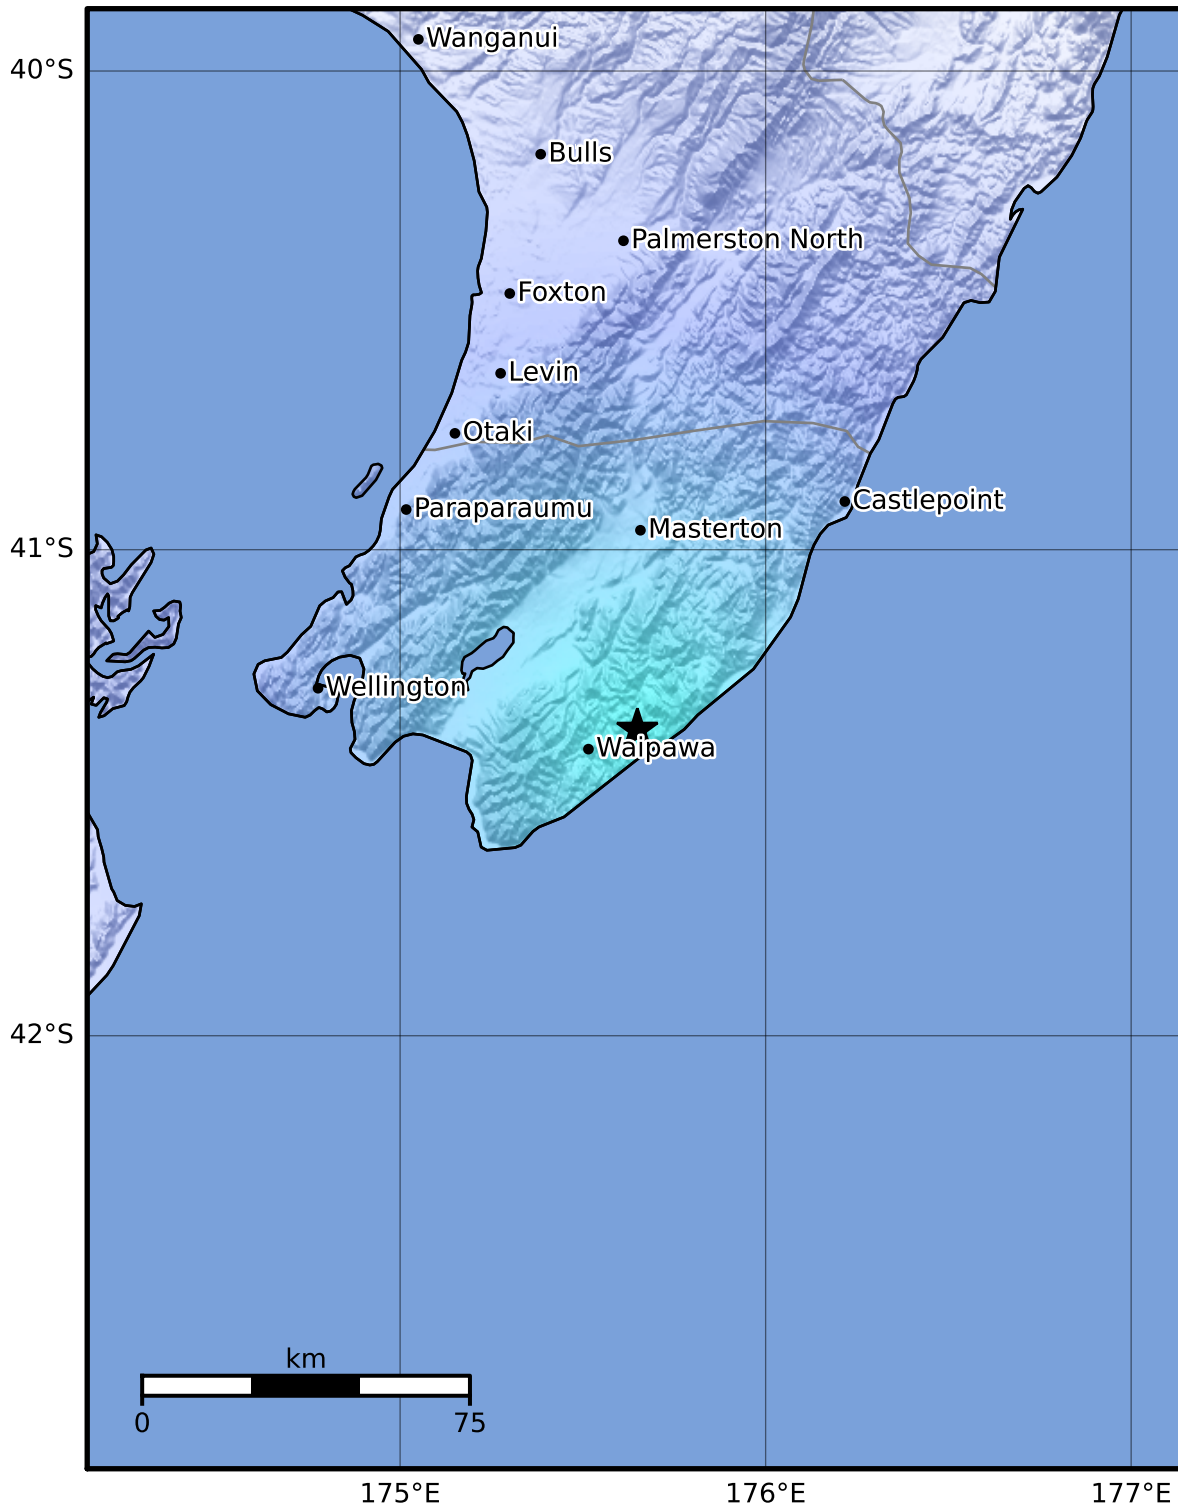 Wanganui
40°S
Bulls
Palmerston North
Foxton
Levin
Otaki
Castlepoint
Paraparaumu
Masterton
41°S
Wellington
Waipawa
42°S
km
0 75
175°E 176°E 177°E